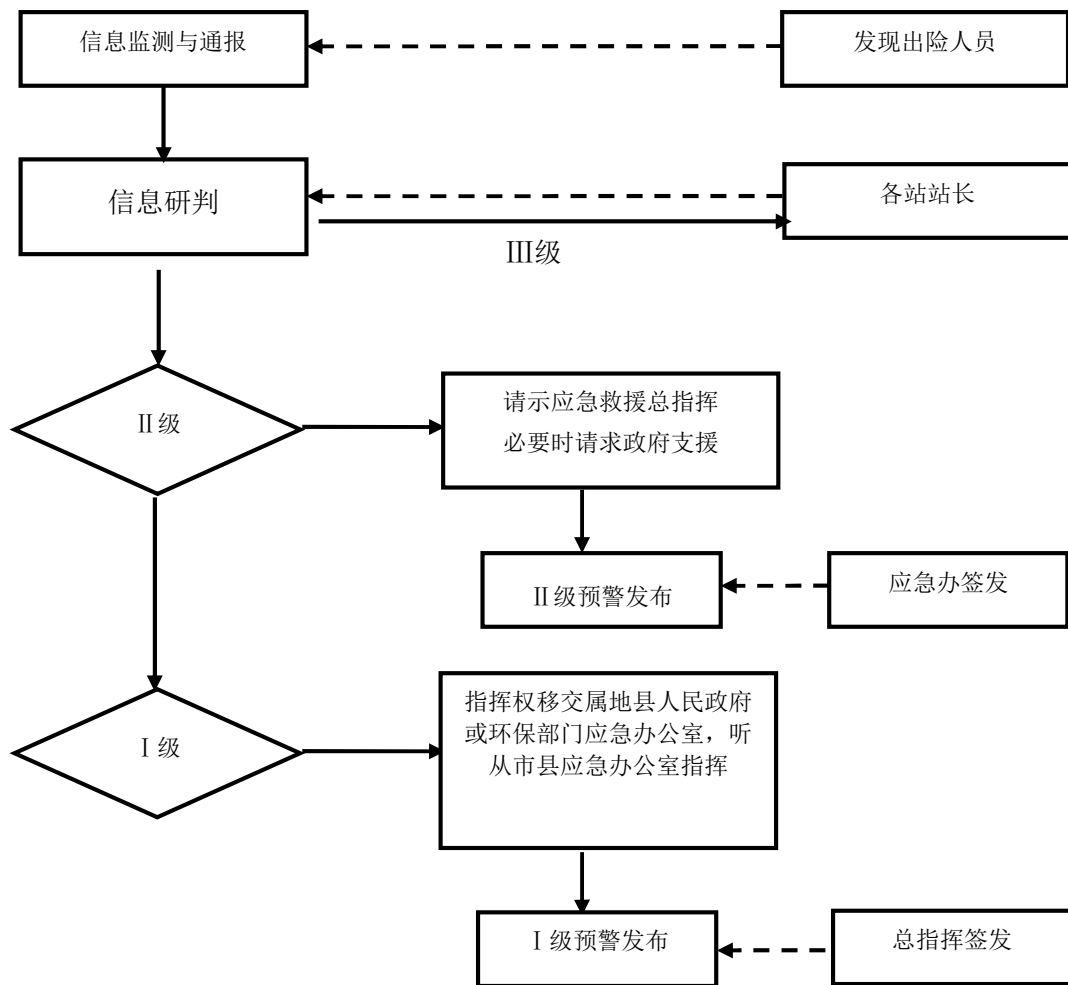 信息监测与通报
发现出险人员
信息研判
各站站长
Ⅲ级
Ⅱ级
请示应急救援总指挥
必要时请求政府支援
Ⅱ级预警发布
应急办签发
Ⅰ级
指挥权移交属地县人民政府
或环保部门应急办公室，听
从市县应急办公室指挥
Ⅰ级预警发布
总指挥签发